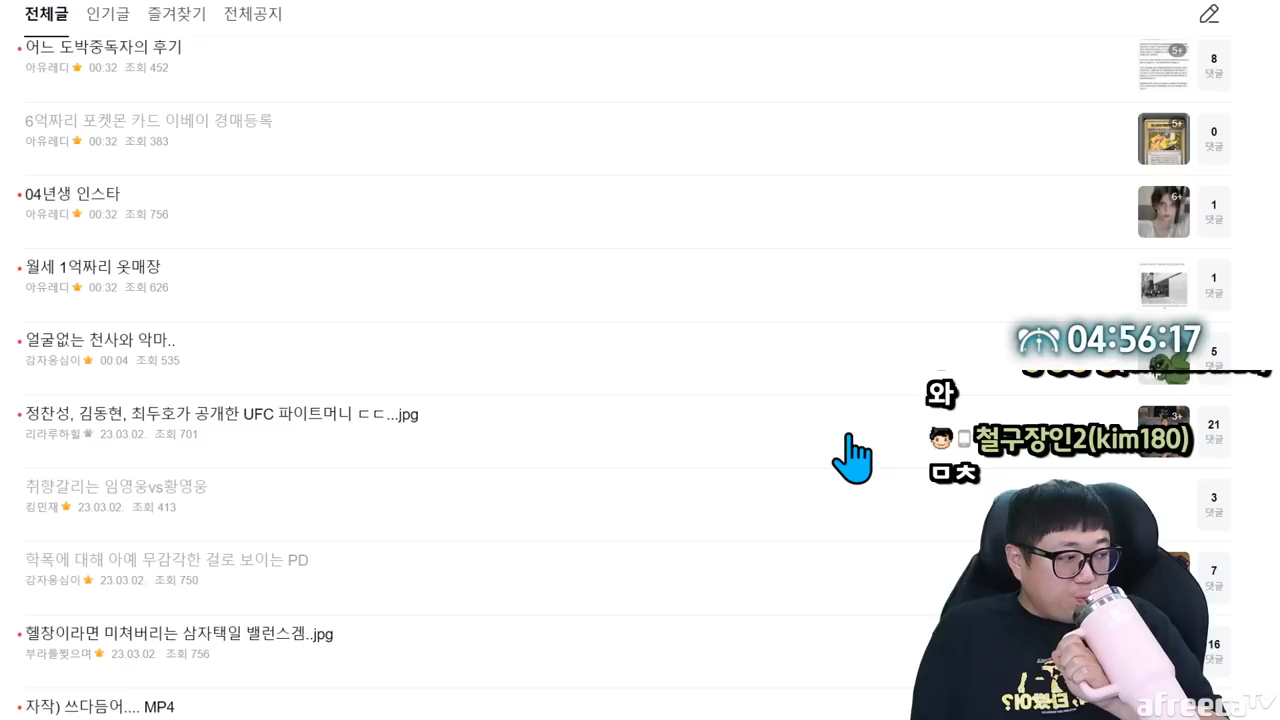 전체글 인기글 즐겨찾기 전체공지
어느 도박중독자의 후기
아유레디 00:32 조회 452
5+
8
댓글
6억짜리 포켓몬 카드 이베이 경매등록
아유레디 00:32 조회 383
5+
0
댓글
04년생 인스타
아유레디 00:32 조회 756
6+
1
댓글
월세 1억짜리 옷매장
아유레디 00:32 조회 626
1
댓글
얼굴없는 천사와 악마..
감자옹심이 00:04 조회 535
04:56:17
5
댓글
와
정찬성, 김동현, 최두호가 공개한 UFC 파이트머니 ㄷㄷ...jpg
리라루하헐 23.03.02. 조회 701
3+
21
댓글
철구장인2(kim180)
ㅁㅊ
취향갈리는 임영웅vs황영웅
킹민재 23.03.02. 조회 413
3
댓글
학폭에 대해 아예 무감각한 걸로 보이는 PD
감자옹심이 23.03.02. 조회 750
7
댓글
헬창이라면 미쳐버리는 삼자택일 밸런스겜..jpg
부라를찢으며 23.03.02. 조회 756
16
댓글
자작) 쓰다듬어.... MP4
afreecaTV